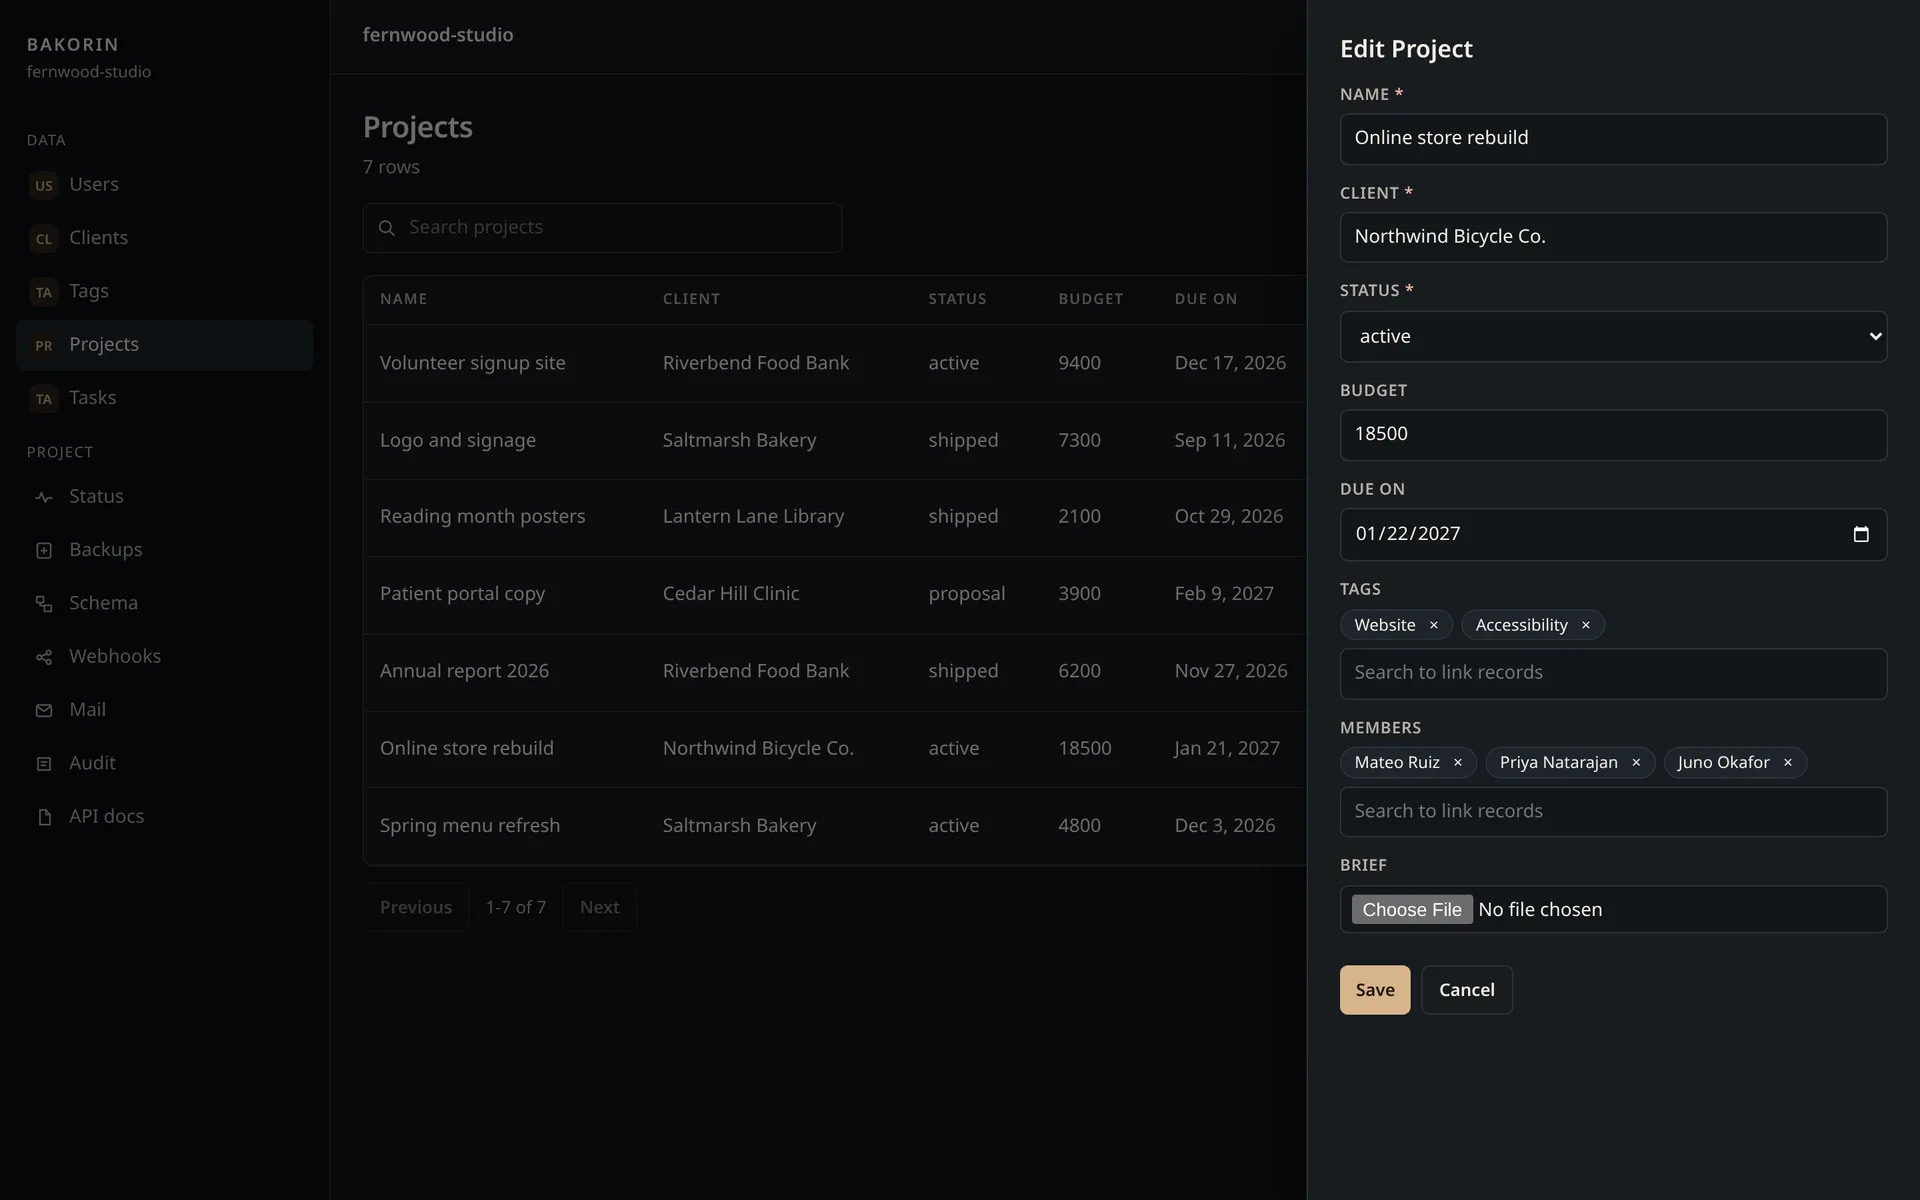 BAKORIN
fernwood-studio
DATA
US Users
CL Clients
TA Tags
PR Projects
TA Tasks
PROJECT
Status
Backups
Schema
Webhooks
Mail
Audit
API docs
fernwood-studio
Projects
7 rows
Search projects
NAME CLIENT STATUS BUDGET DUE ON
Volunteer signup site Riverbend Food Bank active 9400 Dec 17, 2026
Logo and signage Saltmarsh Bakery shipped 7300 Sep 11, 2026
Reading month posters Lantern Lane Library shipped 2100 Oct 29, 2026
Patient portal copy Cedar Hill Clinic proposal 3900 Feb 9, 2027
Annual report 2026 Riverbend Food Bank shipped 6200 Nov 27, 2026
Online store rebuild Northwind Bicycle Co. active 18500 Jan 21, 2027
Spring menu refresh Saltmarsh Bakery active 4800 Dec 3, 2026
Previous 1-7 of 7 Next
Edit Project
NAME *
Online store rebuild
CLIENT *
Northwind Bicycle Co.
STATUS *
active
BUDGET
18500
DUE ON
01/22/2027
TAGS
Website × Accessibility ×
Search to link records
MEMBERS
Mateo Ruiz × Priya Natarajan × Juno Okafor ×
Search to link records
BRIEF
Choose File No file chosen
Save Cancel